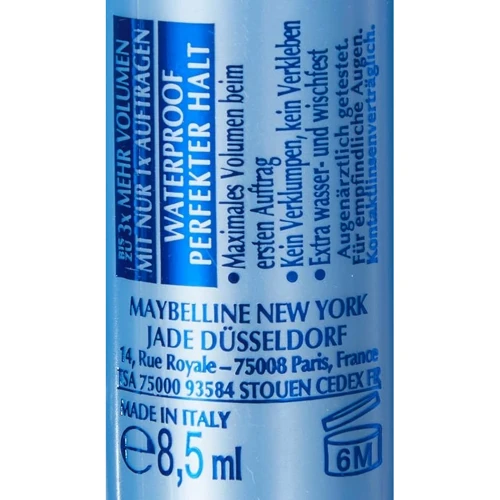 BIS
ZU 3x MEHR VOLUMEN
MIT NUR 1x AUFTRAGEN
WATERPROOF
PERFEKTER HALT
• Maximales Volumen beim
ersten Auftrag
• Kein Verklumpen, kein Verkleben
• Extra wasser- und wischfest
Augenärztlich getestet.
Für empfindliche Augen.
Kontaktlinsenverträglich.
MAYBELLINE NEW YORK
JADE DÜSSELDORF
14, Rue Royale – 75008 Paris, France
TSA 75000 93584 STOUEN CEDEX FR
MADE IN ITALY
℮8,5 ml
6M